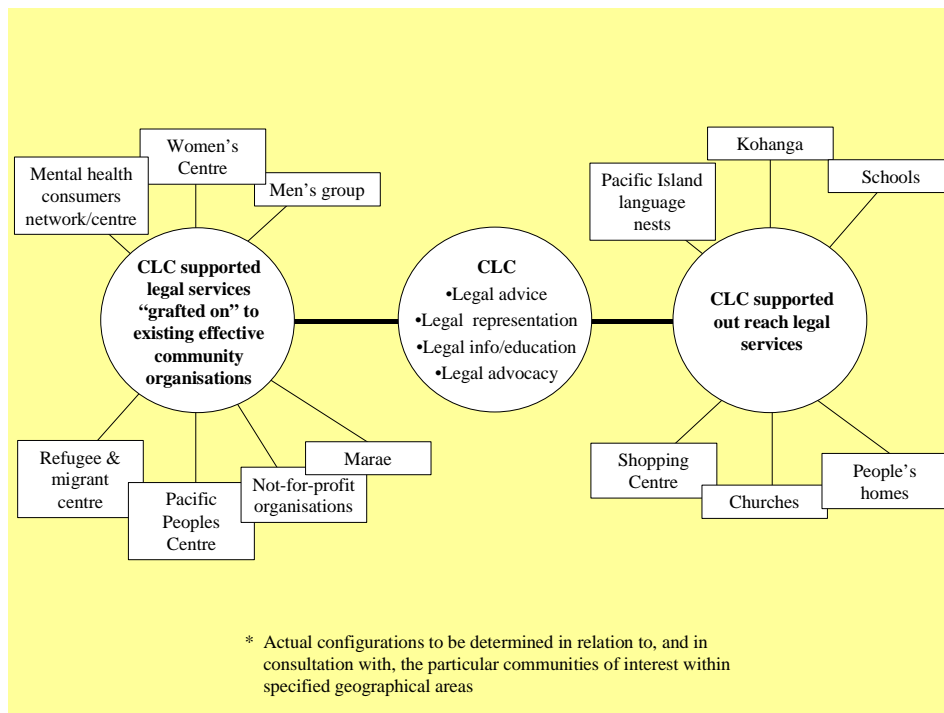 Women's
Centre
Mental health
consumers
network/centre
Men's group
CLC supported
legal services
“grafted on” to
existing effective
community
organisations
Refugee &
migrant
centre
Pacific
Peoples
Centre
Not-for-profit
organisations
Marae
CLC
•Legal advice
•Legal representation
•Legal info/education
•Legal advocacy
Kohanga
Pacific Island
language
nests
Schools
CLC supported
out reach legal
services
Shopping
Centre
Churches
People's
homes
* Actual configurations to be determined in relation to, and in
consultation with, the particular communities of interest within
specified geographical areas